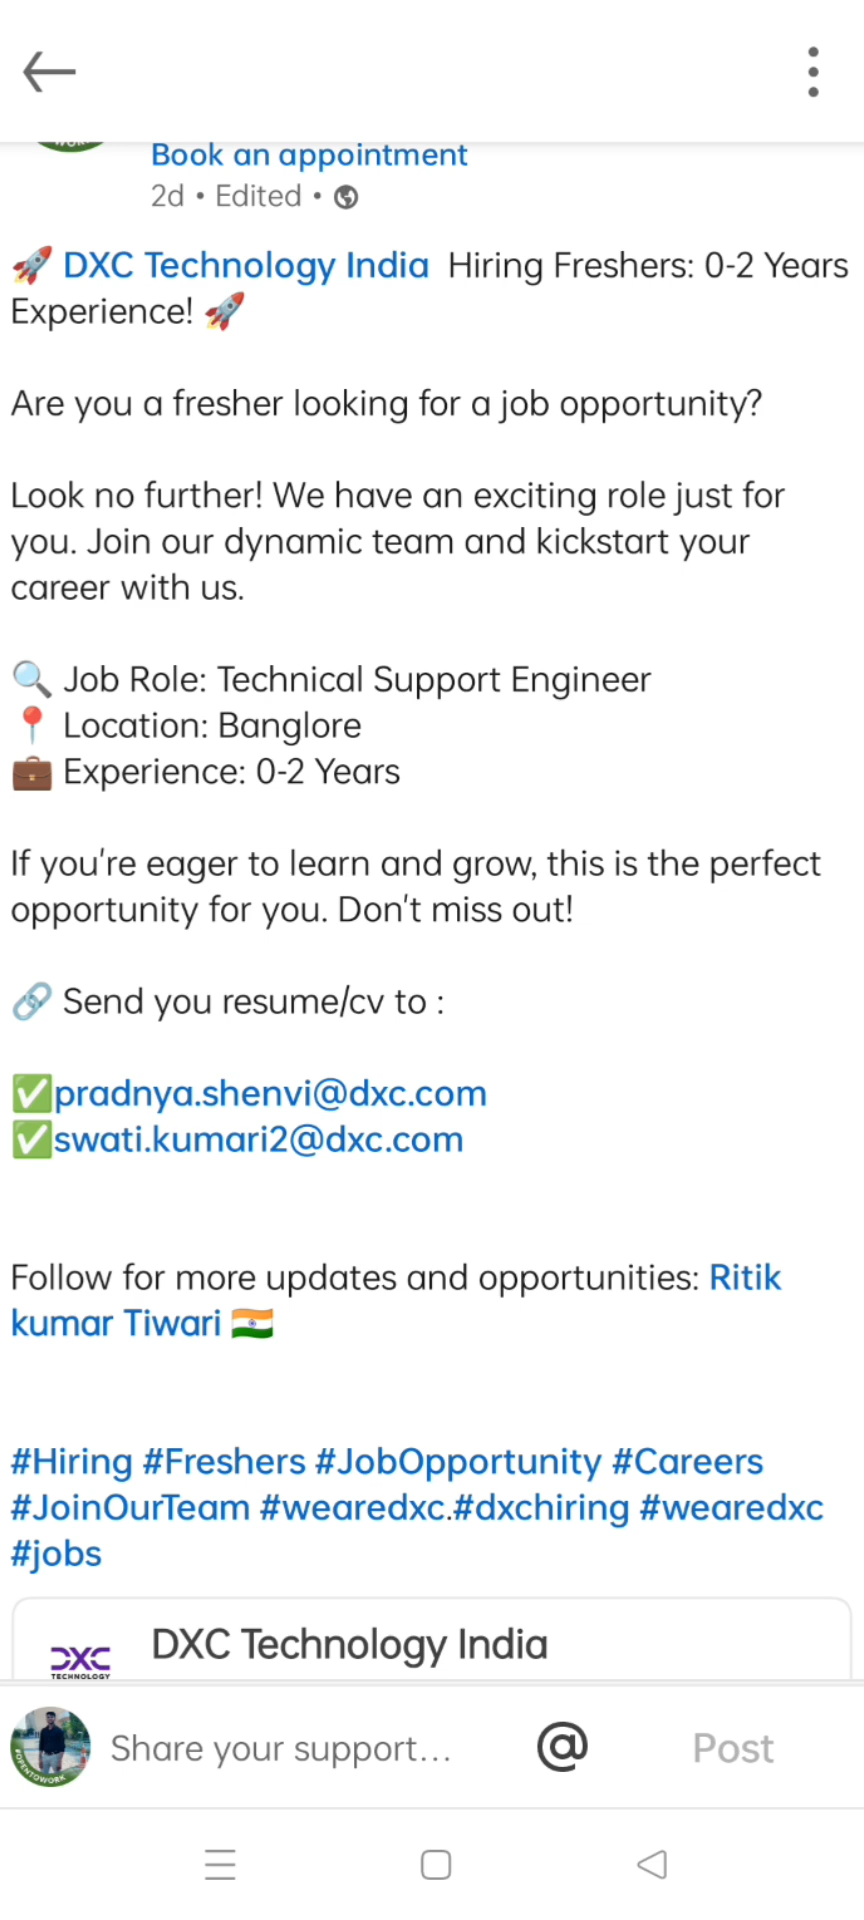 Book an appointment
2d • Edited •
🚀 DXC Technology India Hiring Freshers: 0-2 Years
Experience! 🚀
Are you a fresher looking for a job opportunity?
Look no further! We have an exciting role just for
you. Join our dynamic team and kickstart your
career with us.
🔍 Job Role: Technical Support Engineer
📍 Location: Banglore
💼 Experience: 0-2 Years
If you're eager to learn and grow, this is the perfect
opportunity for you. Don't miss out!
🔗 Send you resume/cv to :
✅pradnya.shenvi@dxc.com
✅swati.kumari2@dxc.com
Follow for more updates and opportunities: Ritik
kumar Tiwari 🇮🇳
#Hiring #Freshers #JobOpportunity #Careers
#JoinOurTeam #wearedxc.#dxchiring #wearedxc
#jobs
DXC Technology India
DXC
TECHNOLOGY
#OPENTOWORK
Share your support...
@
Post